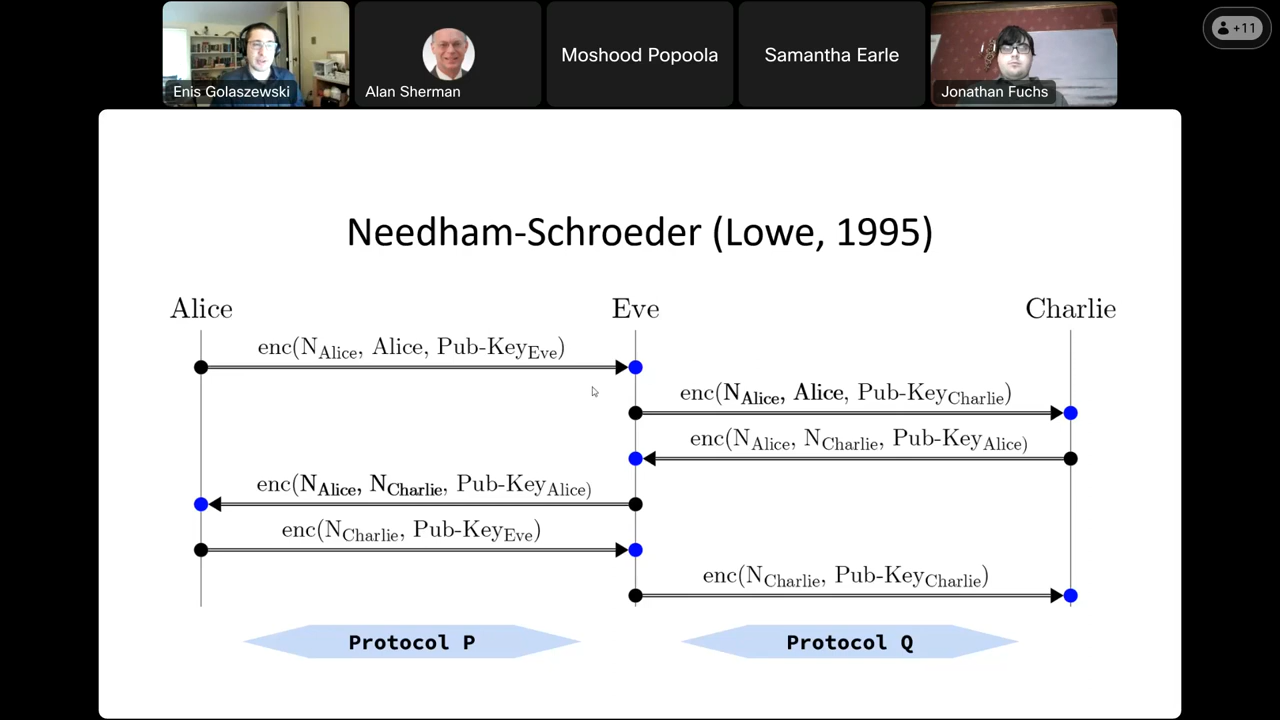 Enis Golaszewski
Alan Sherman
Moshood Popoola
Samantha Earle
Jonathan Fuchs
+11
Needham-Schroeder (Lowe, 1995)
Alice
Eve
Charlie
enc(N_Alice, Alice, Pub-Key_Eve)
enc(N_Alice, Alice, Pub-Key_Charlie)
enc(N_Alice, N_Charlie, Pub-Key_Alice)
enc(N_Alice, N_Charlie, Pub-Key_Alice)
enc(N_Charlie, Pub-Key_Eve)
enc(N_Charlie, Pub-Key_Charlie)
Protocol P
Protocol Q